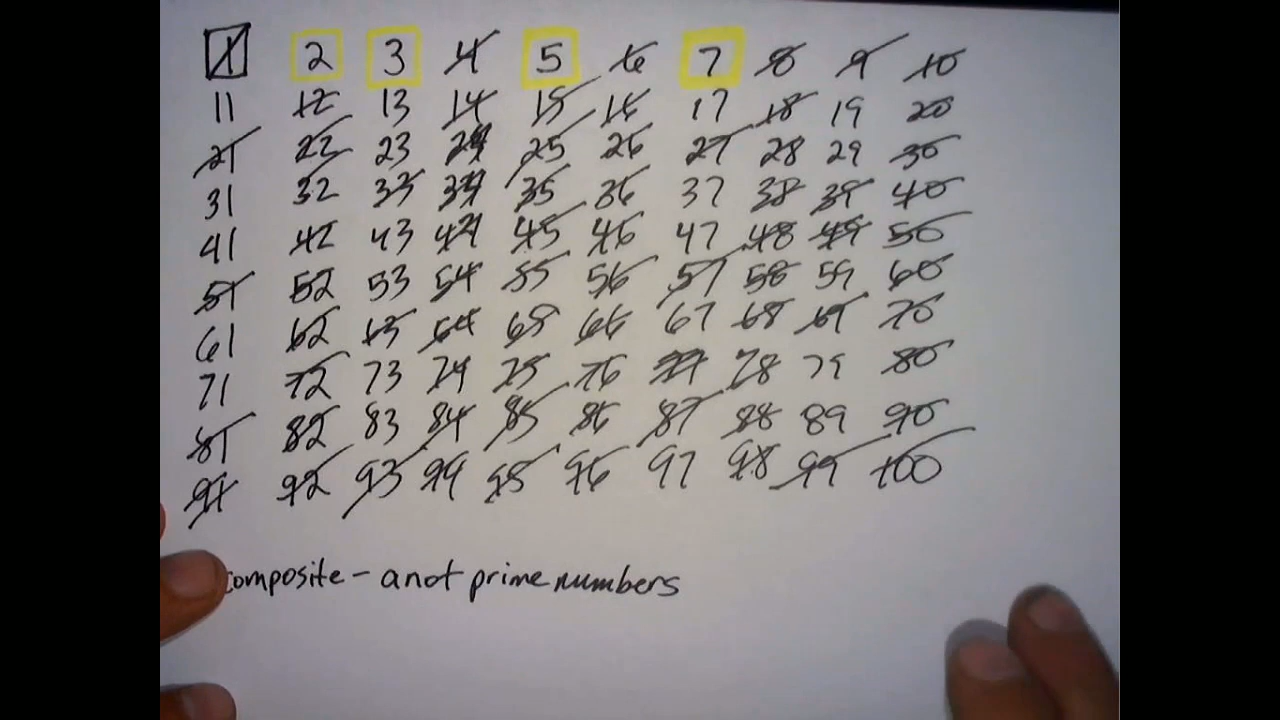 1 2 3 4 5 6 7 8 9 10
11 12 13 14 15 16 17 18 19 20
21 22 23 24 25 26 27 28 29 30
31 32 33 34 35 36 37 38 39 40
41 42 43 44 45 46 47 48 49 50
51 52 53 54 55 56 57 58 59 60
61 62 63 64 65 66 67 68 69 70
71 72 73 74 75 76 77 78 79 80
81 82 83 84 85 86 87 88 89 90
91 92 93 94 95 96 97 98 99 100
composite - a not prime numbers